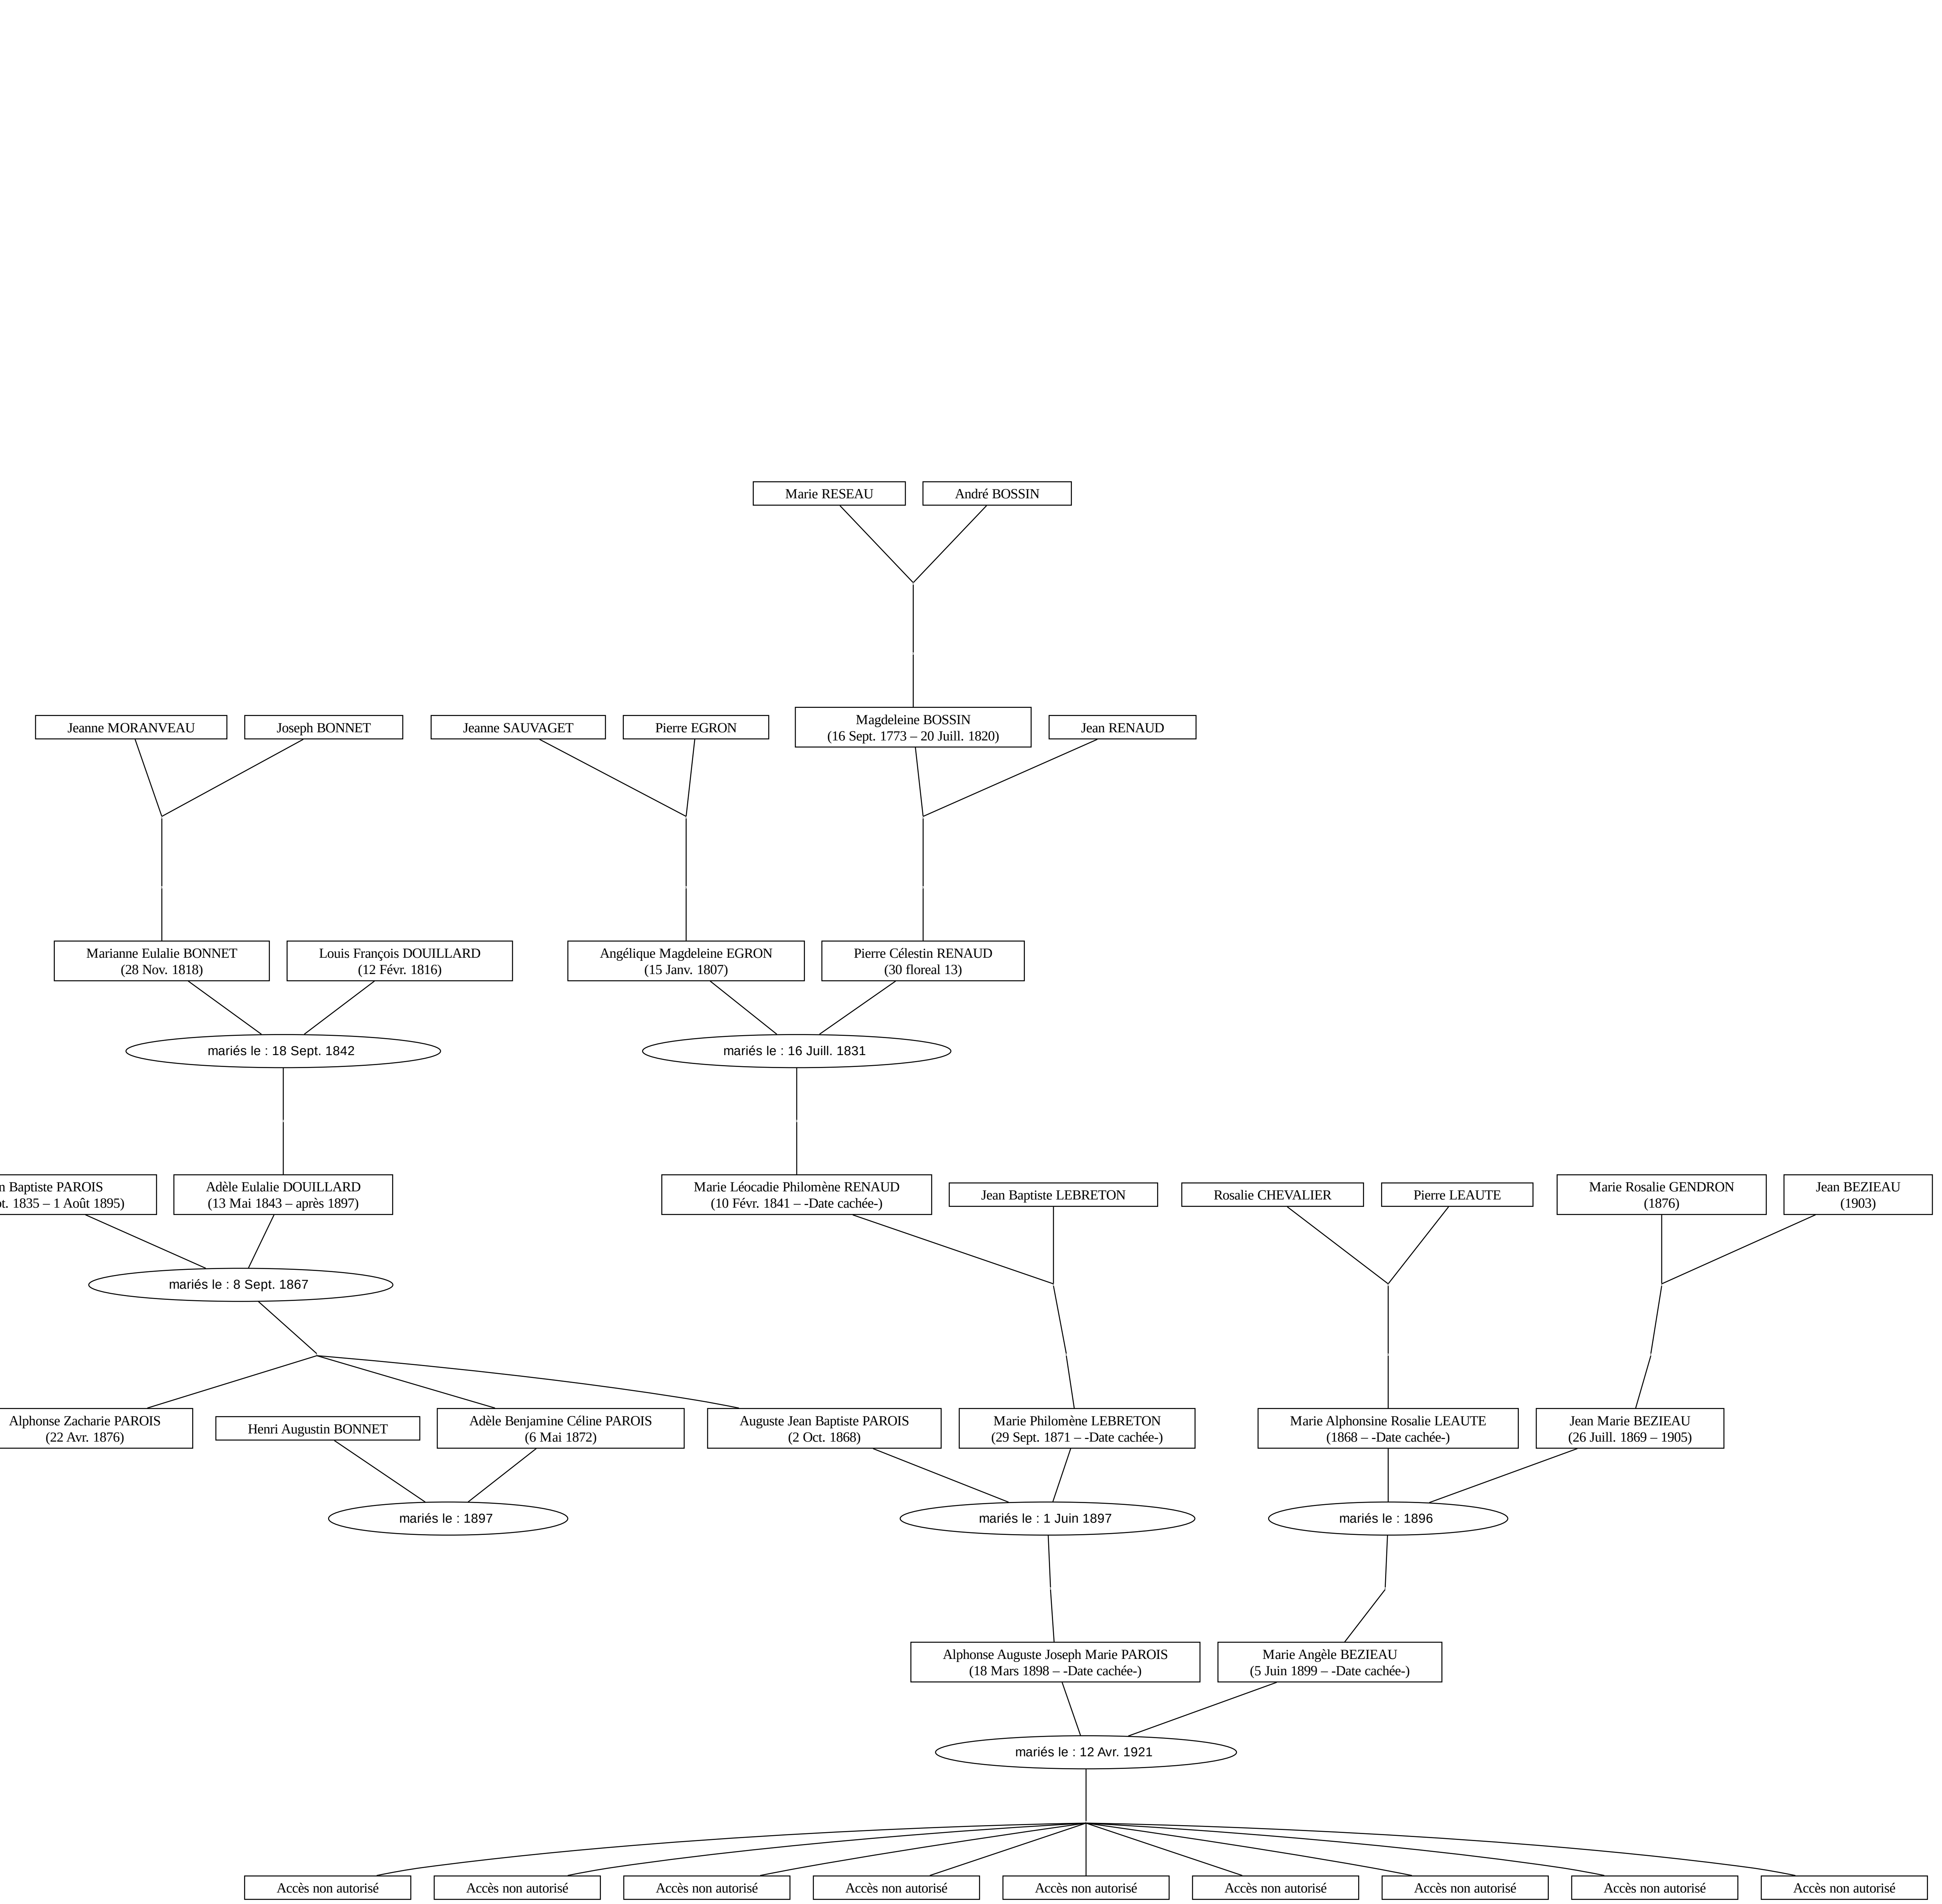 Marie RESEAU
André BOSSIN
Jeanne MORANVEAU
Joseph BONNET
Jeanne SAUVAGET
Pierre EGRON
Magdeleine BOSSIN
(16 Sept. 1773 – 20 Juill. 1820)
Jean RENAUD
Marianne Eulalie BONNET
(28 Nov. 1818)
Louis François DOUILLARD
(12 Févr. 1816)
Angélique Magdeleine EGRON
(15 Janv. 1807)
Pierre Célestin RENAUD
(30 floreal 13)
mariés le : 18 Sept. 1842
mariés le : 16 Juill. 1831
n Baptiste PAROIS
pt. 1835 – 1 Août 1895)
Adèle Eulalie DOUILLARD
(13 Mai 1843 – après 1897)
Marie Léocadie Philomène RENAUD
(10 Févr. 1841 – -Date cachée-)
Jean Baptiste LEBRETON
Rosalie CHEVALIER
Pierre LEAUTE
Marie Rosalie GENDRON
(1876)
Jean BEZIEAU
(1903)
mariés le : 8 Sept. 1867
Alphonse Zacharie PAROIS
(22 Avr. 1876)
Henri Augustin BONNET
Adèle Benjamine Céline PAROIS
(6 Mai 1872)
Auguste Jean Baptiste PAROIS
(2 Oct. 1868)
Marie Philomène LEBRETON
(29 Sept. 1871 – -Date cachée-)
Marie Alphonsine Rosalie LEAUTE
(1868 – -Date cachée-)
Jean Marie BEZIEAU
(26 Juill. 1869 – 1905)
mariés le : 1897
mariés le : 1 Juin 1897
mariés le : 1896
Alphonse Auguste Joseph Marie PAROIS
(18 Mars 1898 – -Date cachée-)
Marie Angèle BEZIEAU
(5 Juin 1899 – -Date cachée-)
mariés le : 12 Avr. 1921
Accès non autorisé
Accès non autorisé
Accès non autorisé
Accès non autorisé
Accès non autorisé
Accès non autorisé
Accès non autorisé
Accès non autorisé
Accès non autorisé